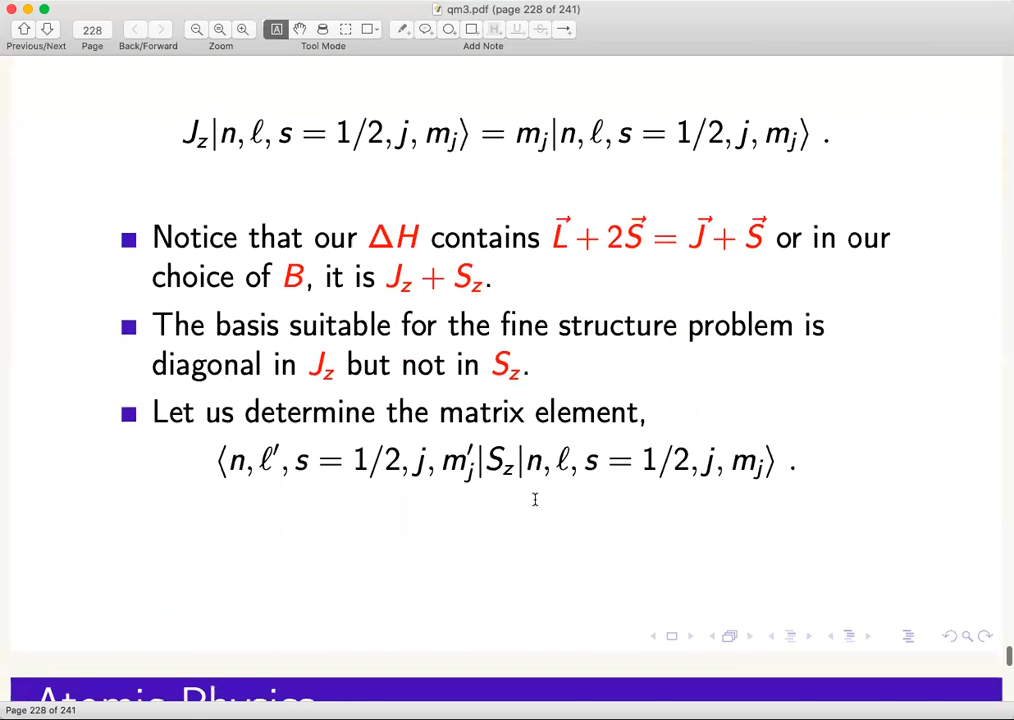 qm3.pdf (page 228 of 241)
228
Previous/Next Page Back/Forward Zoom Tool Mode Add Note
J_z|n, ℓ, s = 1/2, j, m_j⟩ = m_j|n, ℓ, s = 1/2, j, m_j⟩ .
Notice that our ΔH contains L⃗ + 2S⃗ = J⃗ + S⃗ or in our
choice of B, it is J_z + S_z.
The basis suitable for the fine structure problem is
diagonal in J_z but not in S_z.
Let us determine the matrix element,
⟨n, ℓ′, s = 1/2, j, m′_j|S_z|n, ℓ, s = 1/2, j, m_j⟩ .
Atomic Physics
Page 228 of 241